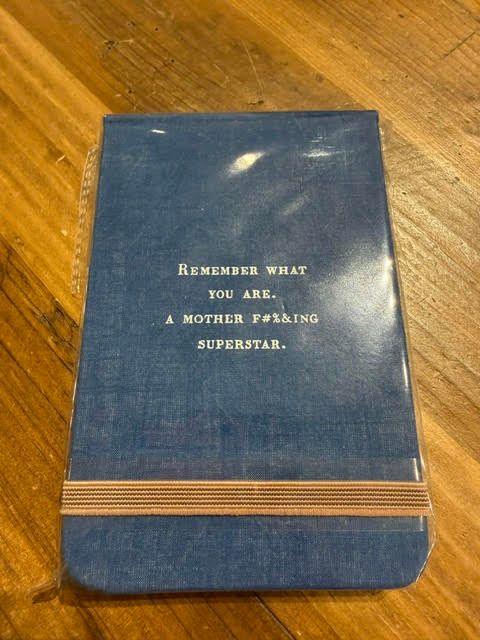 Remember what
you are.
a mother f#%&ing
superstar.